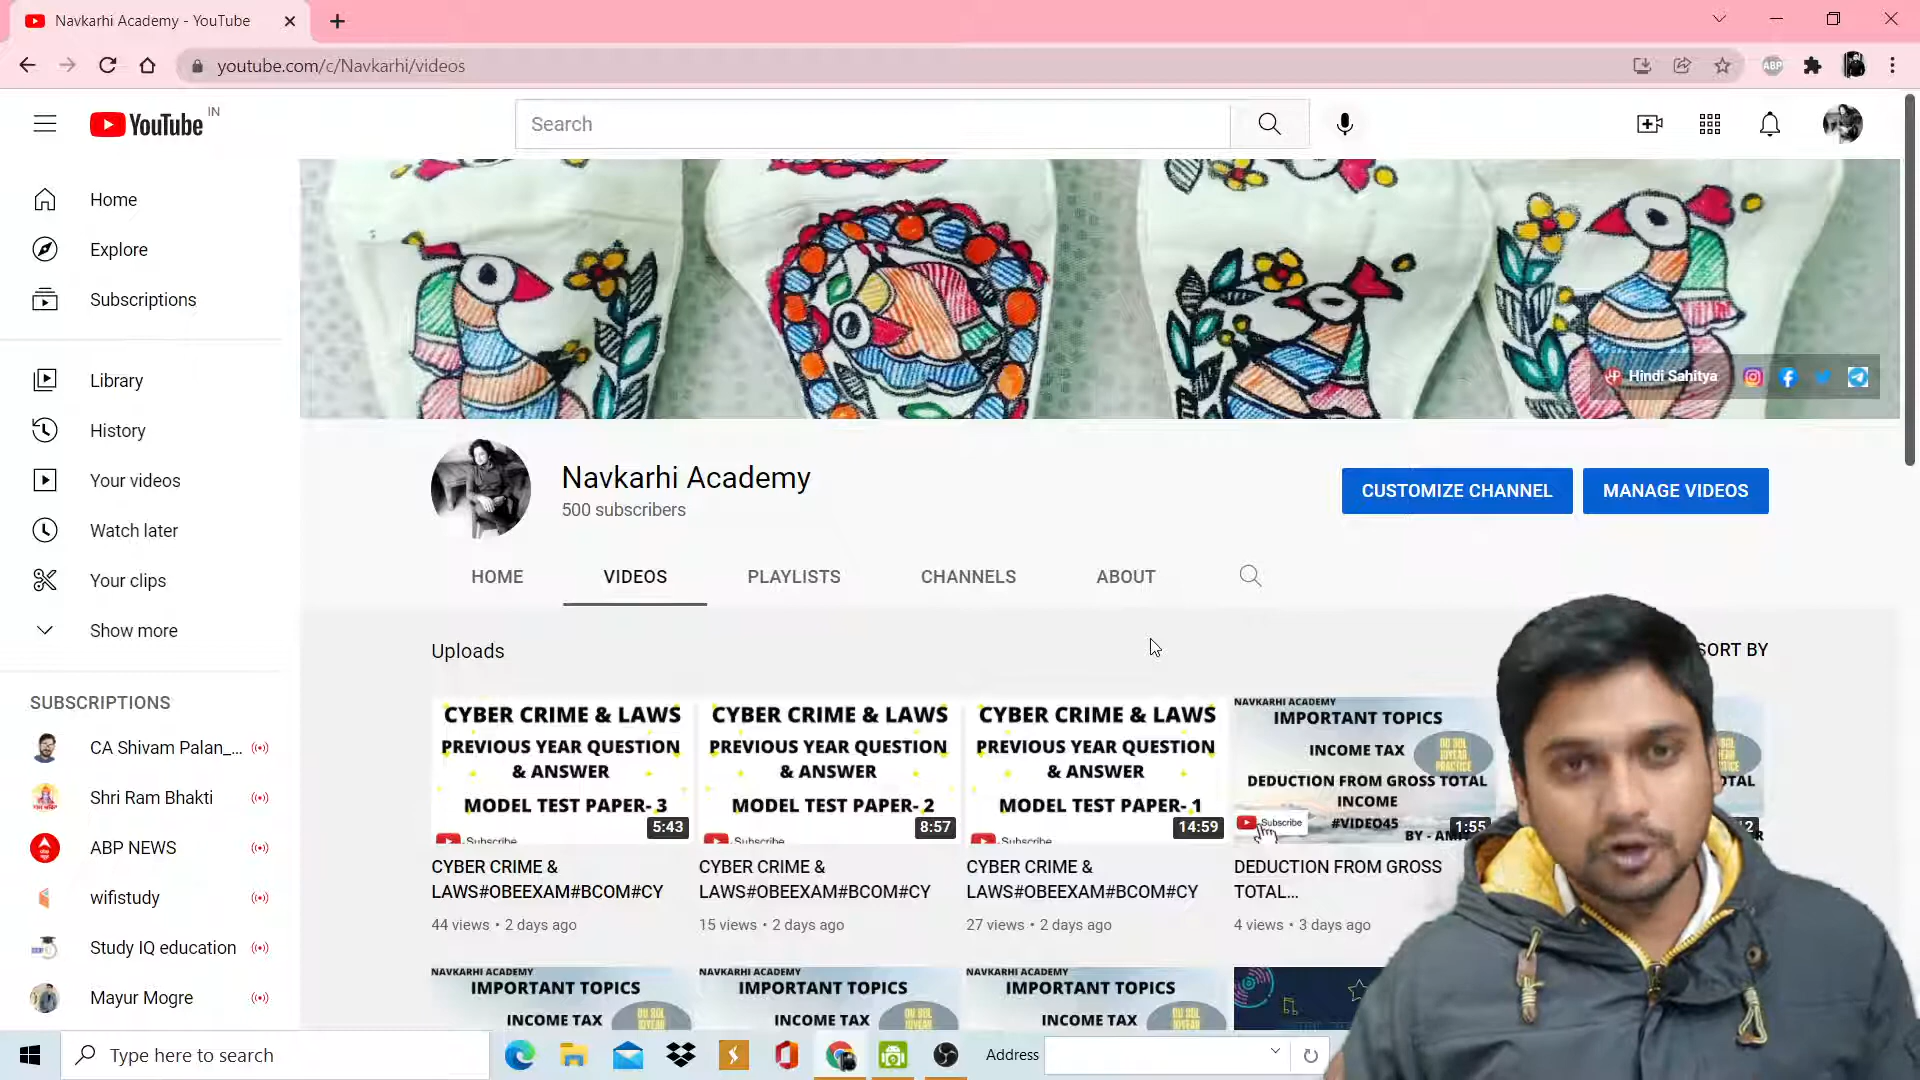 Navkarhi Academy - YouTube
youtube.com/c/Navkarhi/videos
ABP
YouTube IN
Search
Home
Explore
Subscriptions
Library
History
Your videos
Watch later
Your clips
Show more
SUBSCRIPTIONS
CA Shivam Palan_...
Shri Ram Bhakti
ABP NEWS
wifistudy
Study IQ education
Mayur Mogre
Hindi Sahitya
Navkarhi Academy
500 subscribers
CUSTOMIZE CHANNEL
MANAGE VIDEOS
HOME
VIDEOS
PLAYLISTS
CHANNELS
ABOUT
Uploads
SORT BY
CYBER CRIME & LAWS
PREVIOUS YEAR QUESTION
& ANSWER
MODEL TEST PAPER- 3
5:43
Subscribe
CYBER CRIME &
LAWS#OBEEXAM#BCOM#CY
44 views • 2 days ago
CYBER CRIME & LAWS
PREVIOUS YEAR QUESTION
& ANSWER
MODEL TEST PAPER- 2
8:57
Subscribe
CYBER CRIME &
LAWS#OBEEXAM#BCOM#CY
15 views • 2 days ago
CYBER CRIME & LAWS
PREVIOUS YEAR QUESTION
& ANSWER
MODEL TEST PAPER- 1
14:59
Subscribe
CYBER CRIME &
LAWS#OBEEXAM#BCOM#CY
27 views • 2 days ago
NAVKARHI ACADEMY
IMPORTANT TOPICS
INCOME TAX
DEDUCTION FROM GROSS TOTAL
INCOME
#VIDEO45
Subscribe
1:55
BY -
DEDUCTION FROM GROSS
TOTAL...
4 views • 3 days ago
NAVKARHI ACADEMY
IMPORTANT TOPICS
INCOME TAX
NAVKARHI ACADEMY
IMPORTANT TOPICS
INCOME TAX
NAVKARHI ACADEMY
IMPORTANT TOPICS
INCOME TAX
Type here to search
Address